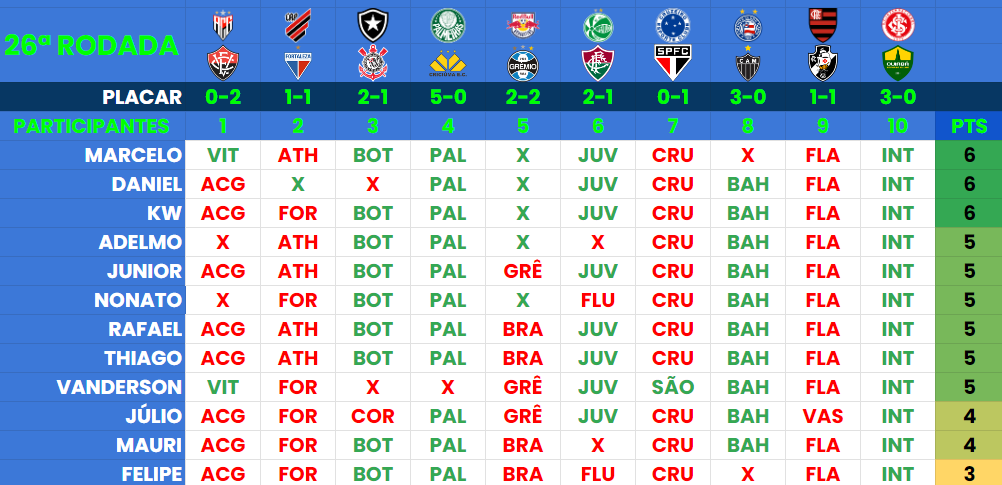 26ª RODADA
PLACAR 0-2 1-1 2-1 5-0 2-2 2-1 0-1 3-0 1-1 3-0
PARTICIPANTES 1 2 3 4 5 6 7 8 9 10 PTS
MARCELO VIT ATH BOT PAL X JUV CRU X FLA INT 6
DANIEL ACG X X PAL X JUV CRU BAH FLA INT 6
KW ACG FOR BOT PAL X JUV CRU BAH FLA INT 6
ADELMO X ATH BOT PAL X X CRU BAH FLA INT 5
JUNIOR ACG ATH BOT PAL GRÊ JUV CRU BAH FLA INT 5
NONATO X FOR BOT PAL X FLU CRU BAH FLA INT 5
RAFAEL ACG ATH BOT PAL BRA JUV CRU BAH FLA INT 5
THIAGO ACG ATH BOT PAL BRA JUV CRU BAH FLA INT 5
VANDERSON VIT FOR X X GRÊ JUV SÃO BAH FLA INT 5
JÚLIO ACG FOR COR PAL GRÊ JUV CRU BAH VAS INT 4
MAURI ACG FOR BOT PAL BRA X CRU BAH FLA INT 4
FELIPE ACG FOR BOT PAL BRA FLU CRU X FLA INT 3